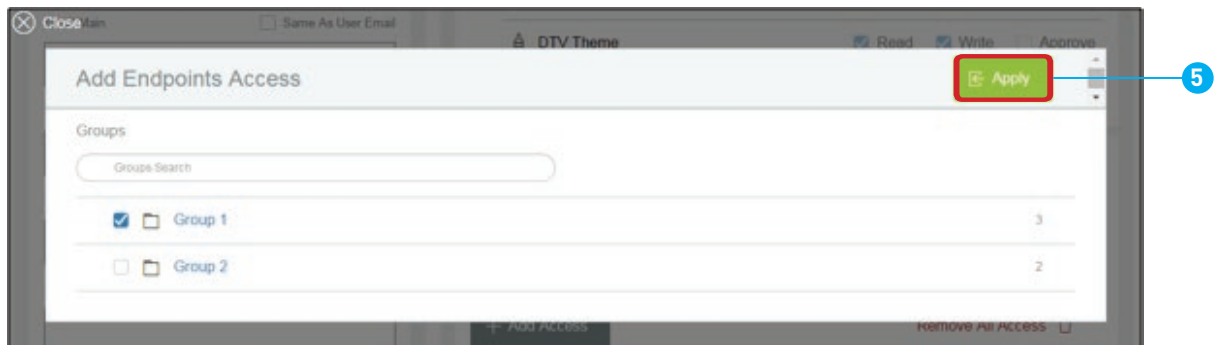 Close Main Same As User Email
DTV Theme Read Write Approve
Add Endpoints Access Apply
5
Groups
Groups Search
Group 1 3
Group 2 2
+ Add Access Remove All Access